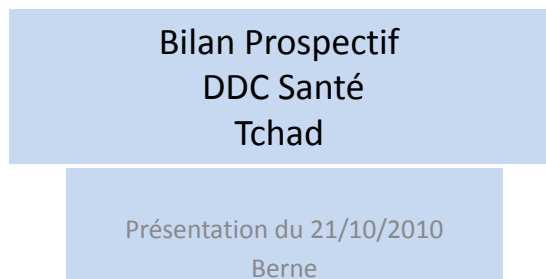 Bilan Prospectif
DDC Santé
Tchad
Présentation du 21/10/2010
Berne